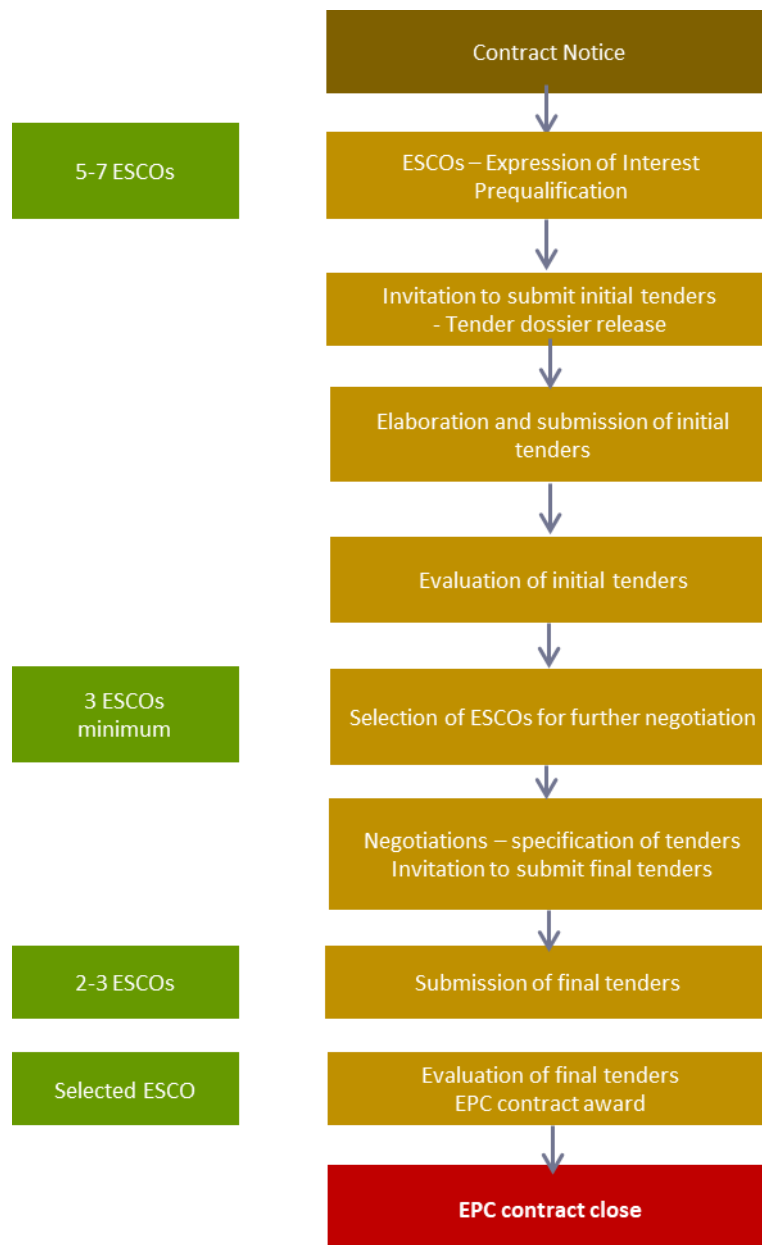 Contract Notice
5-7 ESCOs
ESCOs – Expression of Interest
Prequalification
Invitation to submit initial tenders
- Tender dossier release
Elaboration and submission of initial
tenders
Evaluation of initial tenders
3 ESCOs
minimum
Selection of ESCOs for further negotiation
Negotiations – specification of tenders
Invitation to submit final tenders
2-3 ESCOs
Submission of final tenders
Selected ESCO
Evaluation of final tenders
EPC contract award
EPC contract close